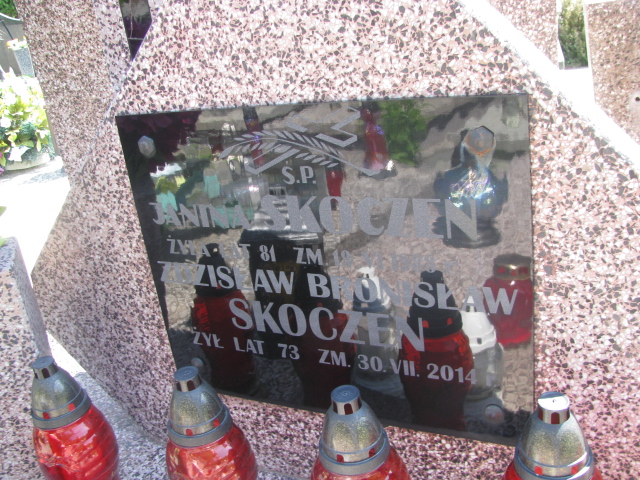 Ś.P.
JANINA SKOCZEŃ
ŻYŁA LAT 81 ZM.
ZDZISŁAW BRONISŁAW
SKOCZEŃ
ŻYŁ LAT 73 ZM. 30.VII.2014